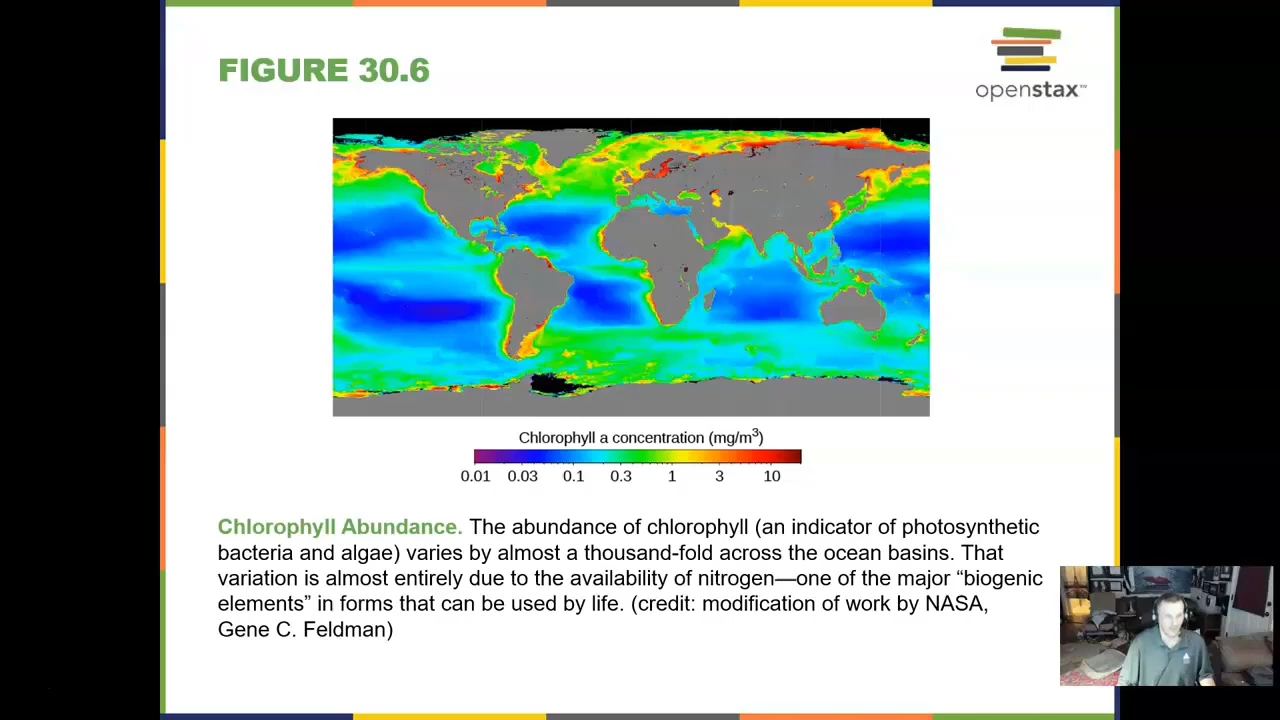 FIGURE 30.6
openstax™
Chlorophyll a concentration (mg/m³)
0.01 0.03 0.1 0.3 1 3 10
Chlorophyll Abundance. The abundance of chlorophyll (an indicator of photosynthetic
bacteria and algae) varies by almost a thousand-fold across the ocean basins. That
variation is almost entirely due to the availability of nitrogen—one of the major “biogenic
elements” in forms that can be used by life. (credit: modification of work by NASA,
Gene C. Feldman)